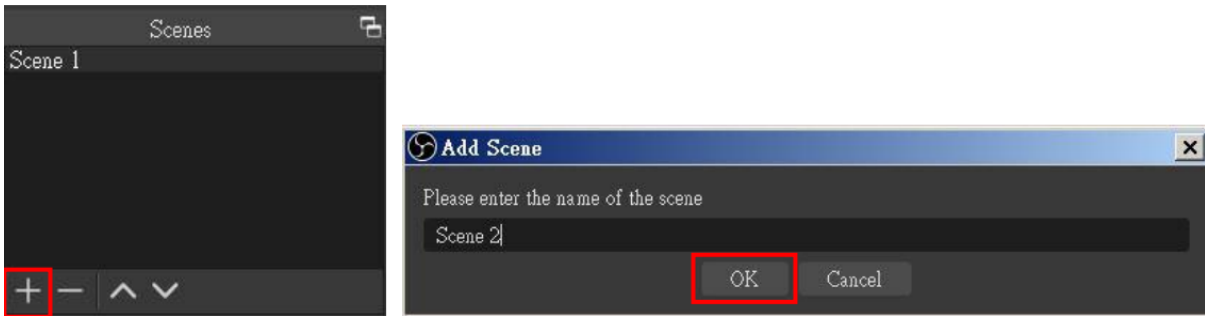 Scenes
Scene 1
Add Scene
Please enter the name of the scene
Scene 2
OK
Cancel